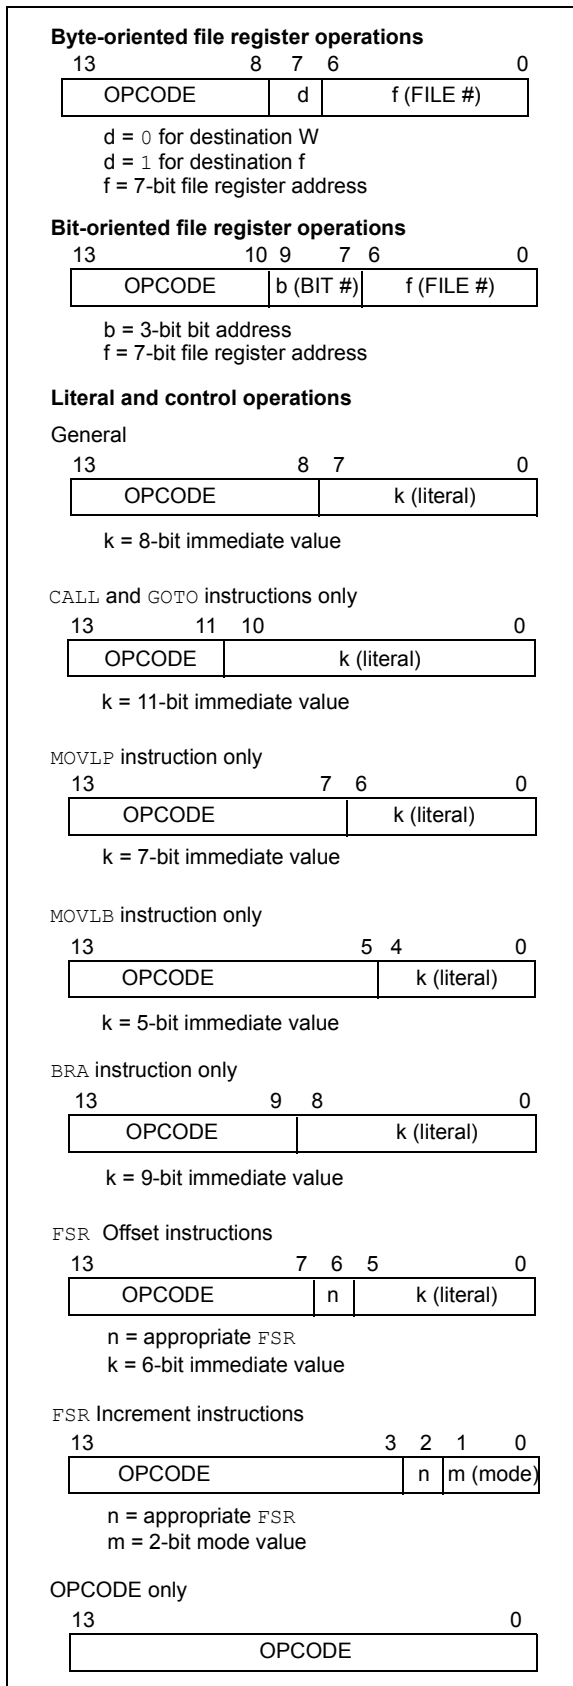 Byte-oriented file register operations
13 8 7 6 0
OPCODE d f (FILE #)
d = 0 for destination W
d = 1 for destination f
f = 7-bit file register address
Bit-oriented file register operations
13 10 9 7 6 0
OPCODE b (BIT #) f (FILE #)
b = 3-bit bit address
f = 7-bit file register address
Literal and control operations
General
13 8 7 0
OPCODE k (literal)
k = 8-bit immediate value
CALL and GOTO instructions only
13 11 10 0
OPCODE k (literal)
k = 11-bit immediate value
MOVLP instruction only
13 7 6 0
OPCODE k (literal)
k = 7-bit immediate value
MOVLB instruction only
13 5 4 0
OPCODE k (literal)
k = 5-bit immediate value
BRA instruction only
13 9 8 0
OPCODE k (literal)
k = 9-bit immediate value
FSR Offset instructions
13 7 6 5 0
OPCODE n k (literal)
n = appropriate FSR
k = 6-bit immediate value
FSR Increment instructions
13 3 2 1 0
OPCODE n m (mode)
n = appropriate FSR
m = 2-bit mode value
OPCODE only
13 0
OPCODE